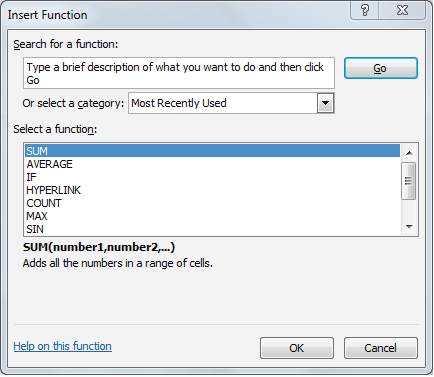 Insert Function
?
Search for a function:
Type a brief description of what you want to do and then click
Go
Go
Or select a category: Most Recently Used
Select a function:
SUM
AVERAGE
IF
HYPERLINK
COUNT
MAX
SIN
SUM(number1,number2,...)
Adds all the numbers in a range of cells.
Help on this function
OK Cancel